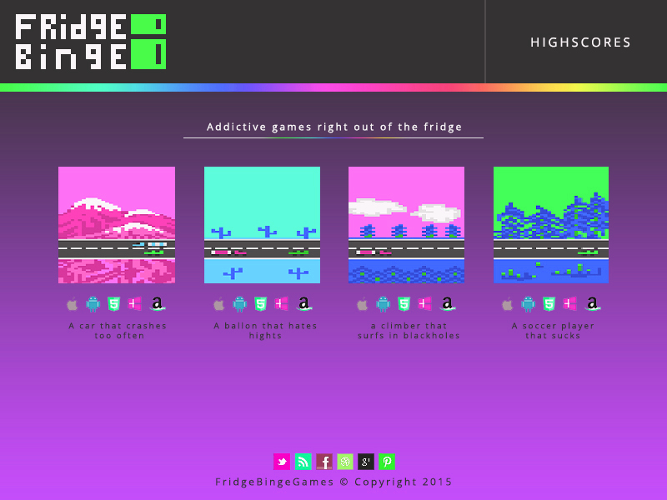 FRidgE
BingE
HIGHSCORES
Addictive games right out of the fridge
A car that crashes
too often
A ballon that hates
hights
a climber that
surfs in blackholes
A soccer player
that sucks
FridgeBingeGames © Copyright 2015